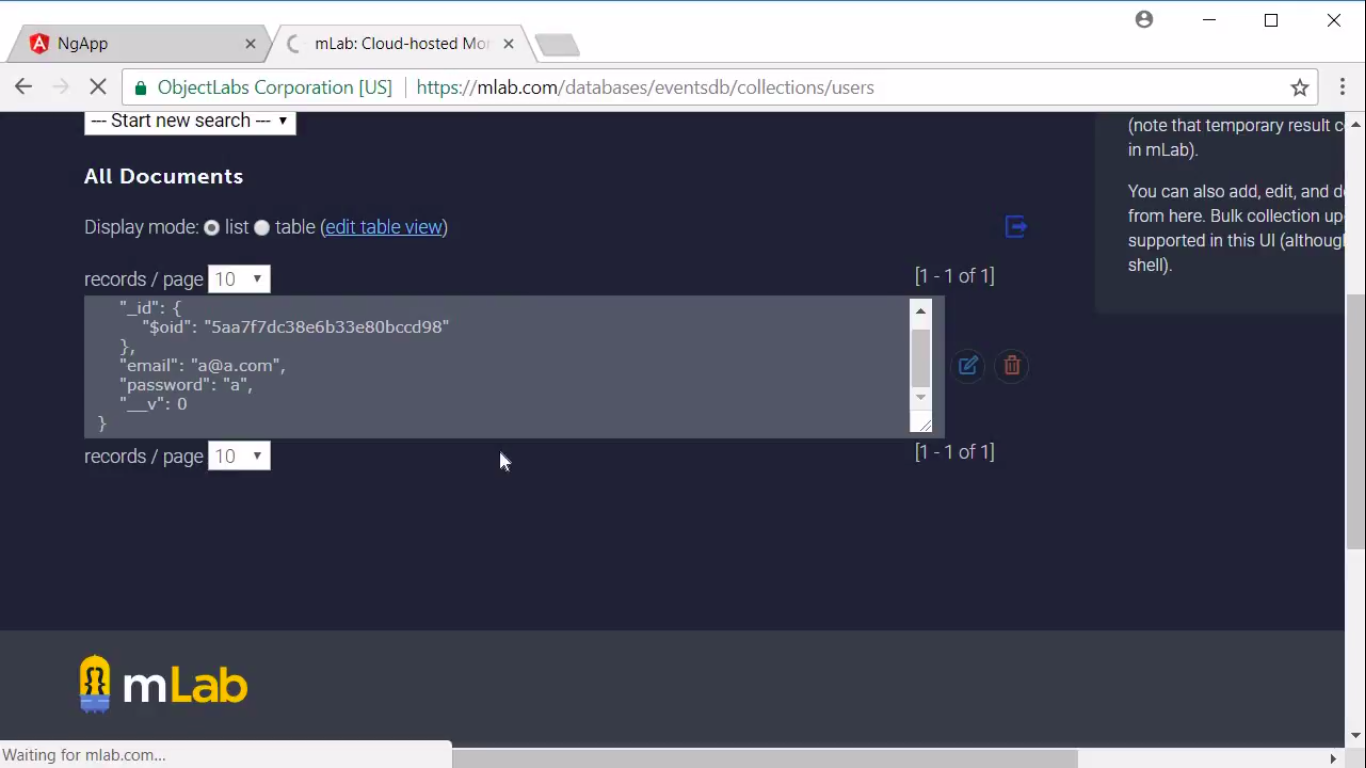 NgApp
mLab: Cloud-hosted Mo
ObjectLabs Corporation [US]
https://mlab.com/databases/eventsdb/collections/users
--- Start new search ---
(note that temporary result c
in mLab).
All Documents
You can also add, edit, and d
from here. Bulk collection up
supported in this UI (althoug
shell).
Display mode: list table (edit table view)
records / page 10
[1 - 1 of 1]
"_id": {
"$oid": "5aa7f7dc38e6b33e80bccd98"
},
"email": "a@a.com",
"password": "a",
"__v": 0
}
records / page 10
[1 - 1 of 1]
mLab
Waiting for mlab.com...